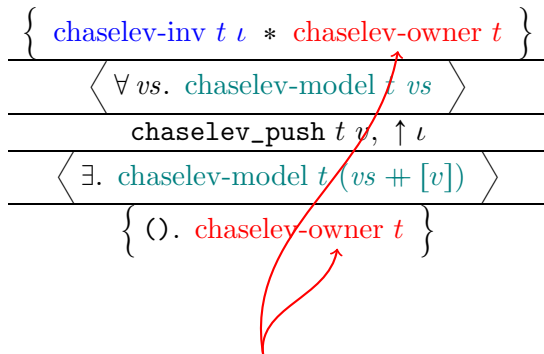 { chaselev-inv t ι ∗ chaselev-owner t }
⟨ ∀ vs. chaselev-model t vs ⟩
chaselev_push t v, ↑ ι
⟨ ∃. chaselev-model t (vs ++ [v]) ⟩
{ (). chaselev-owner t }